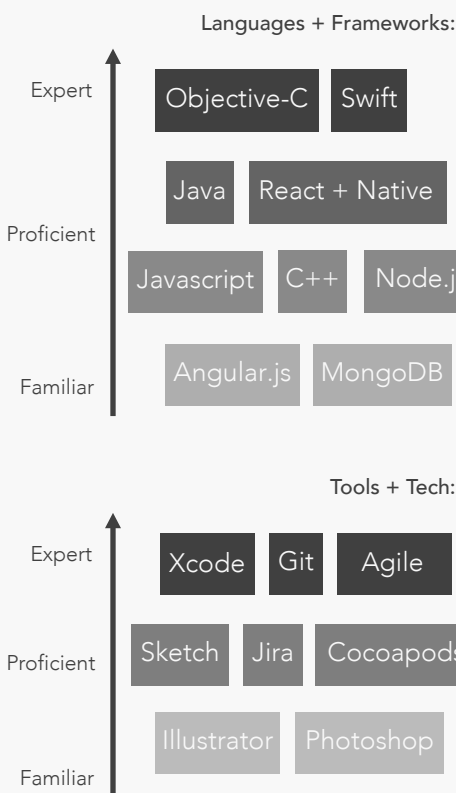 Languages + Frameworks:
Expert
Objective-C Swift
Java React + Native
Proficient
Javascript C++ Node.j
Angular.js MongoDB
Familiar
Tools + Tech:
Expert
Xcode Git Agile
Sketch Jira Cocoapods
Proficient
Illustrator Photoshop
Familiar